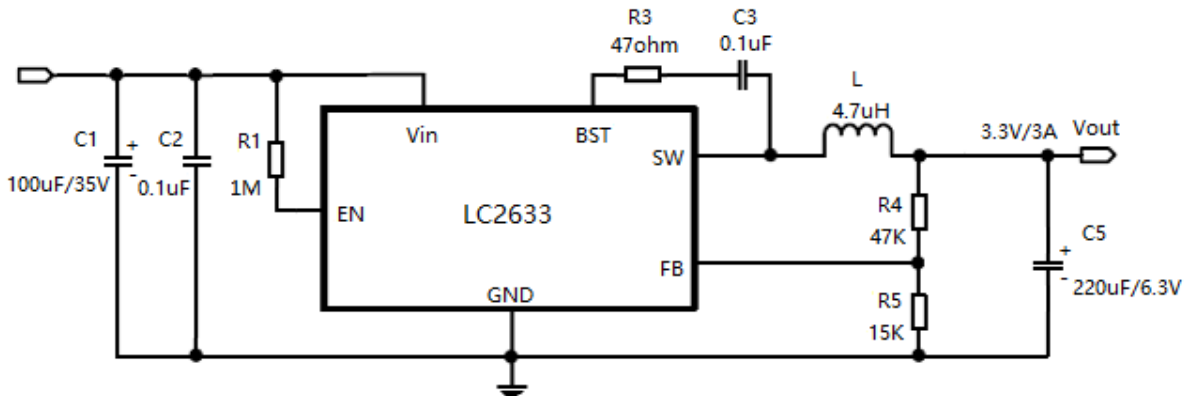 R3
47ohm
C3
0.1uF
L
4.7uH
C1
+
-
100uF/35V
C2
0.1uF
R1
1M
Vin
BST
SW
EN
LC2633
FB
GND
3.3V/3A
Vout
R4
47K
R5
15K
C5
+
-
220uF/6.3V